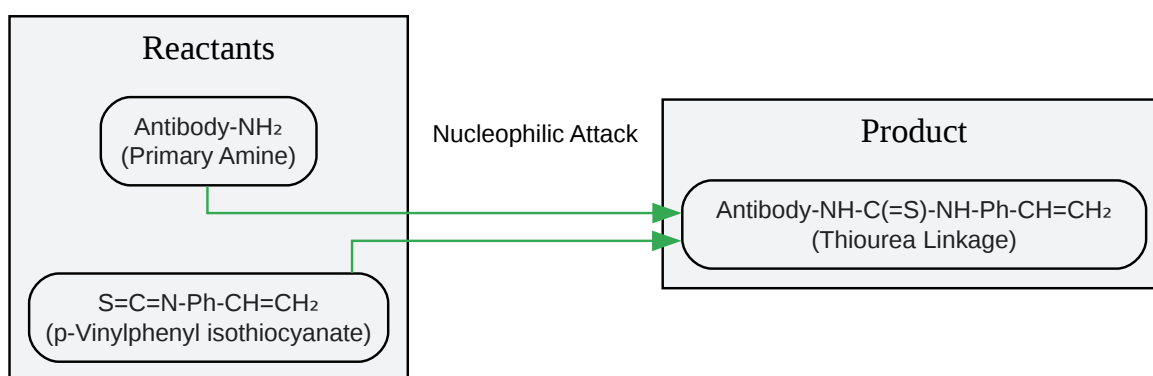 Reactants
Antibody-NH₂
(Primary Amine)
S=C=N-Ph-CH=CH₂
(p-Vinylphenyl isothiocyanate)
Nucleophilic Attack
Product
Antibody-NH-C(=S)-NH-Ph-CH=CH₂
(Thiourea Linkage)